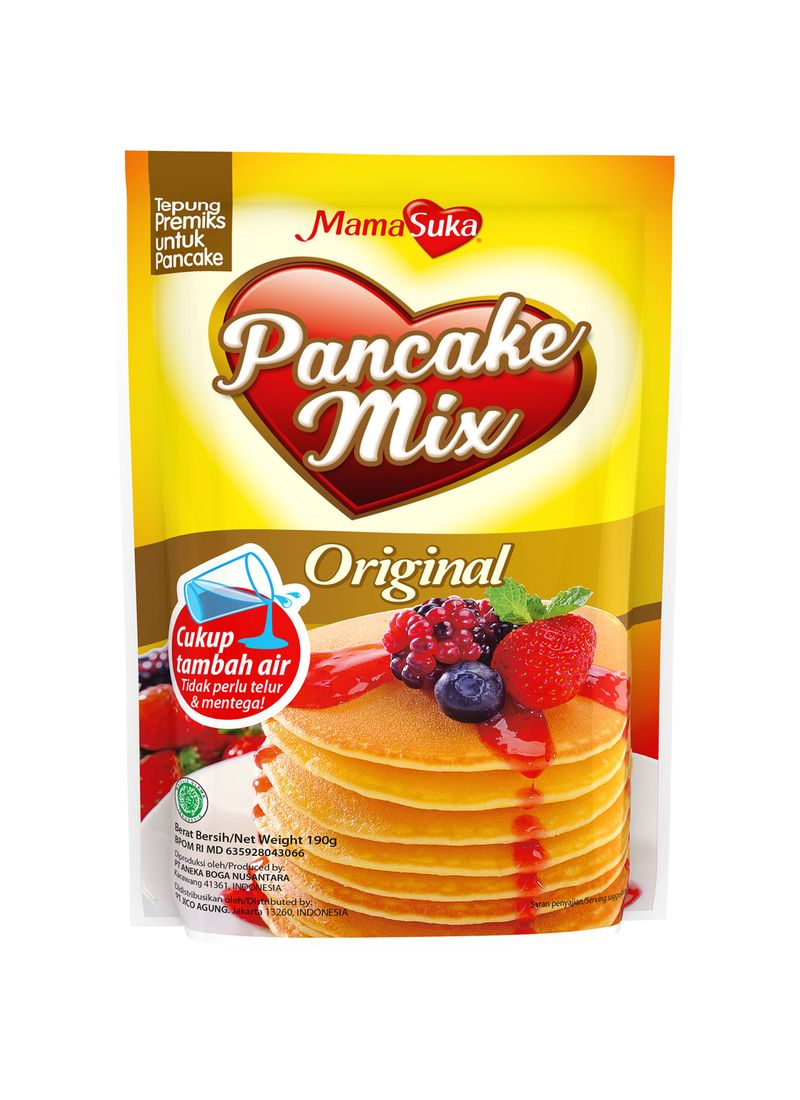 Tepung
Premiks
untuk
Pancake
MamaSuka®
Pancake
Mix
Original
Cukup
tambah air
Tidak perlu telur
& mentega!
Berat Bersih/Net Weight 190g
BPOM RI MD 635928043066
Diproduksi oleh/Produced by:
PT ANEKA BOGA NUSANTARA
Karawang 41361, INDONESIA
Didistribusikan oleh/Distributed by:
PT JICO AGUNG. Jakarta 13260, INDONESIA
Saran penyajian/Serving